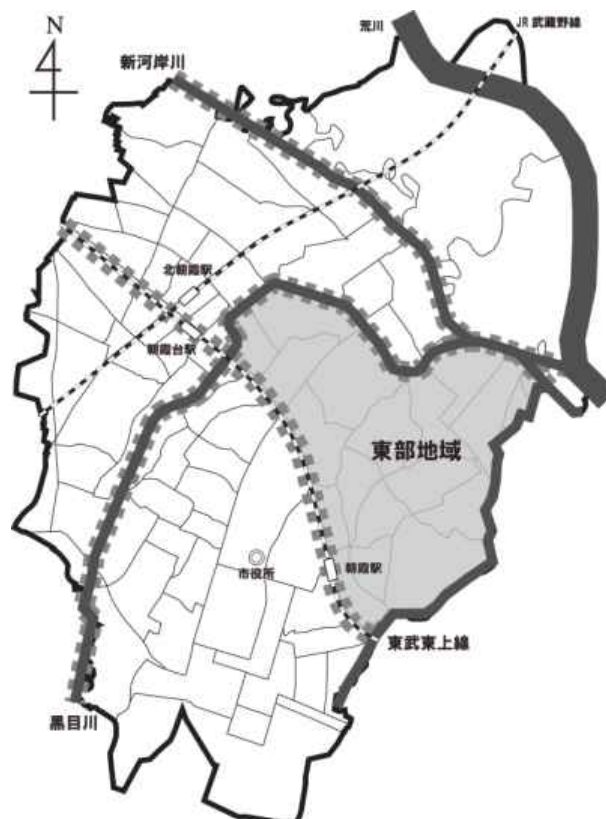 N
荒川
JR 武蔵野線
新河岸川
北朝霞駅
朝霞台駅
東部地域
市役所
朝霞駅
東武東上線
黒目川